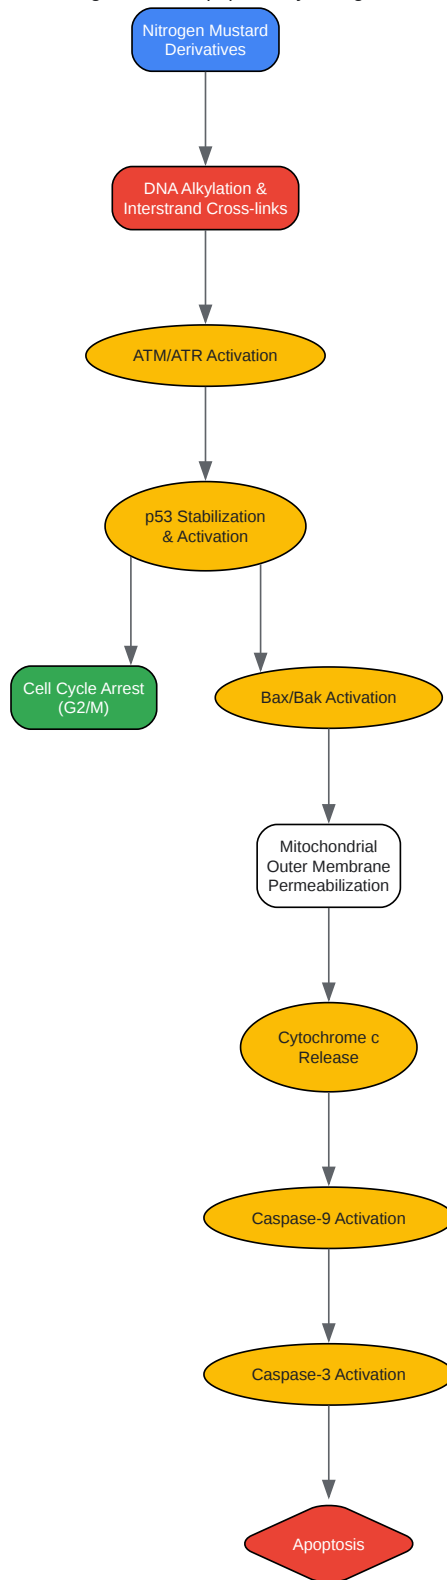 Nitrogen Mustard
Derivatives
DNA Alkylation &
Interstrand Cross-links
ATM/ATR Activation
p53 Stabilization
& Activation
Cell Cycle Arrest
(G2/M)
Bax/Bak Activation
Mitochondrial
Outer Membrane
Permeabilization
Cytochrome c
Release
Caspase-9 Activation
Caspase-3 Activation
Apoptosis